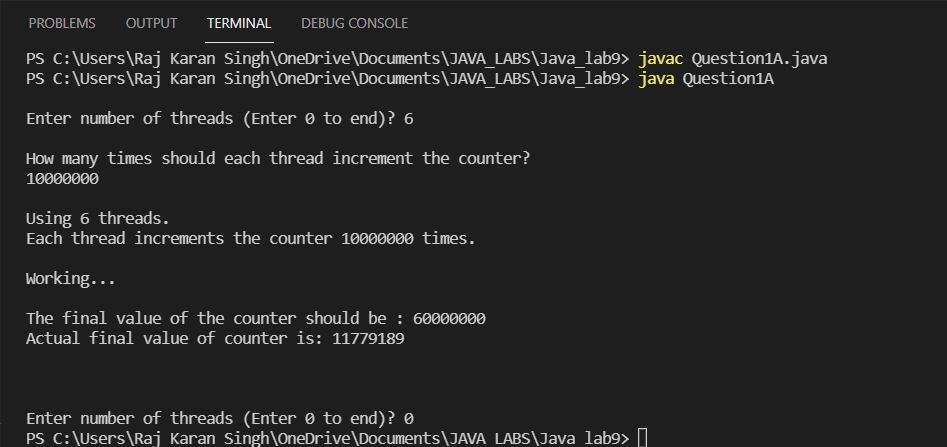 PROBLEMS OUTPUT TERMINAL DEBUG CONSOLE
PS C:\Users\Raj Karan Singh\OneDrive\Documents\JAVA_LABS\Java_lab9> javac Question1A.java
PS C:\Users\Raj Karan Singh\OneDrive\Documents\JAVA_LABS\Java_lab9> java Question1A
Enter number of threads (Enter 0 to end)? 6
How many times should each thread increment the counter?
10000000
Using 6 threads.
Each thread increments the counter 10000000 times.
Working...
The final value of the counter should be : 60000000
Actual final value of counter is: 11779189
Enter number of threads (Enter 0 to end)? 0
PS C:\Users\Raj Karan Singh\OneDrive\Documents\JAVA_LABS\Java_lab9>